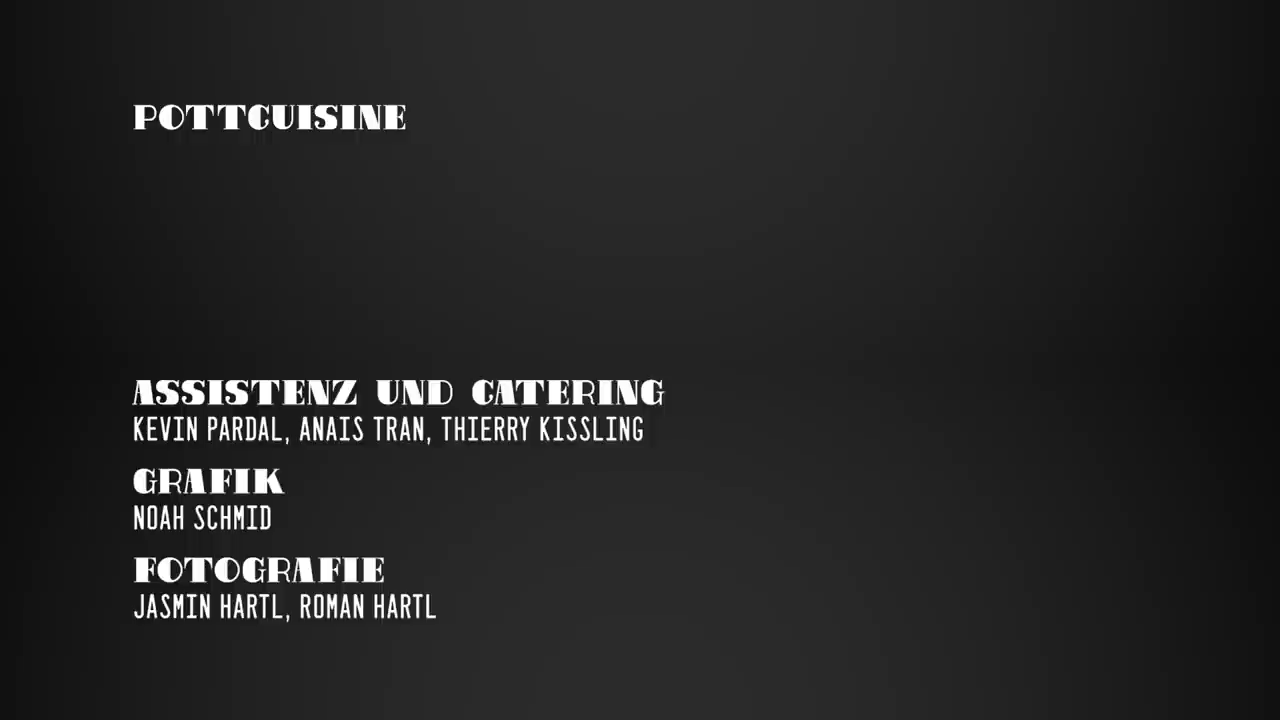 POTTCUISINE
ASSISTENZ UND CATERING
KEVIN PARDAL, ANAIS TRAN, THIERRY KISSLING
GRAFIK
NOAH SCHMID
FOTOGRAFIE
JASMIN HARTL, ROMAN HARTL